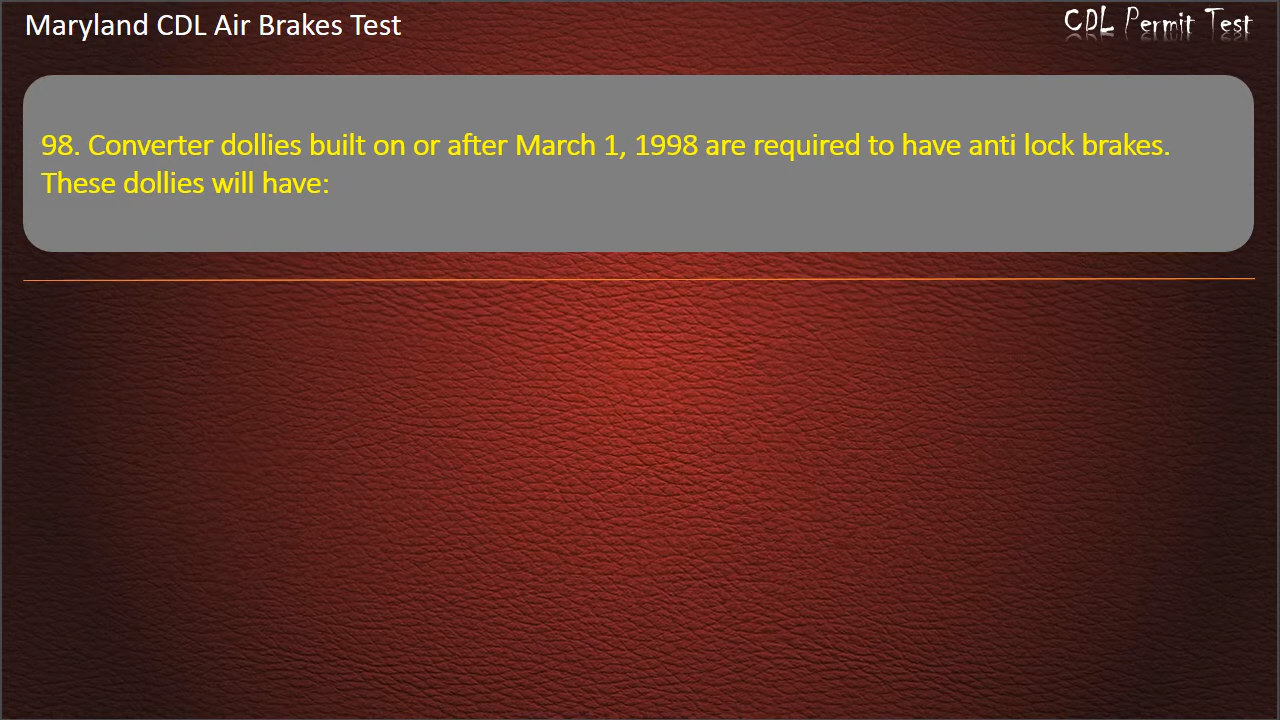 Maryland CDL Air Brakes Test
CDL Permit Test
98. Converter dollies built on or after March 1, 1998 are required to have anti lock brakes.
These dollies will have: